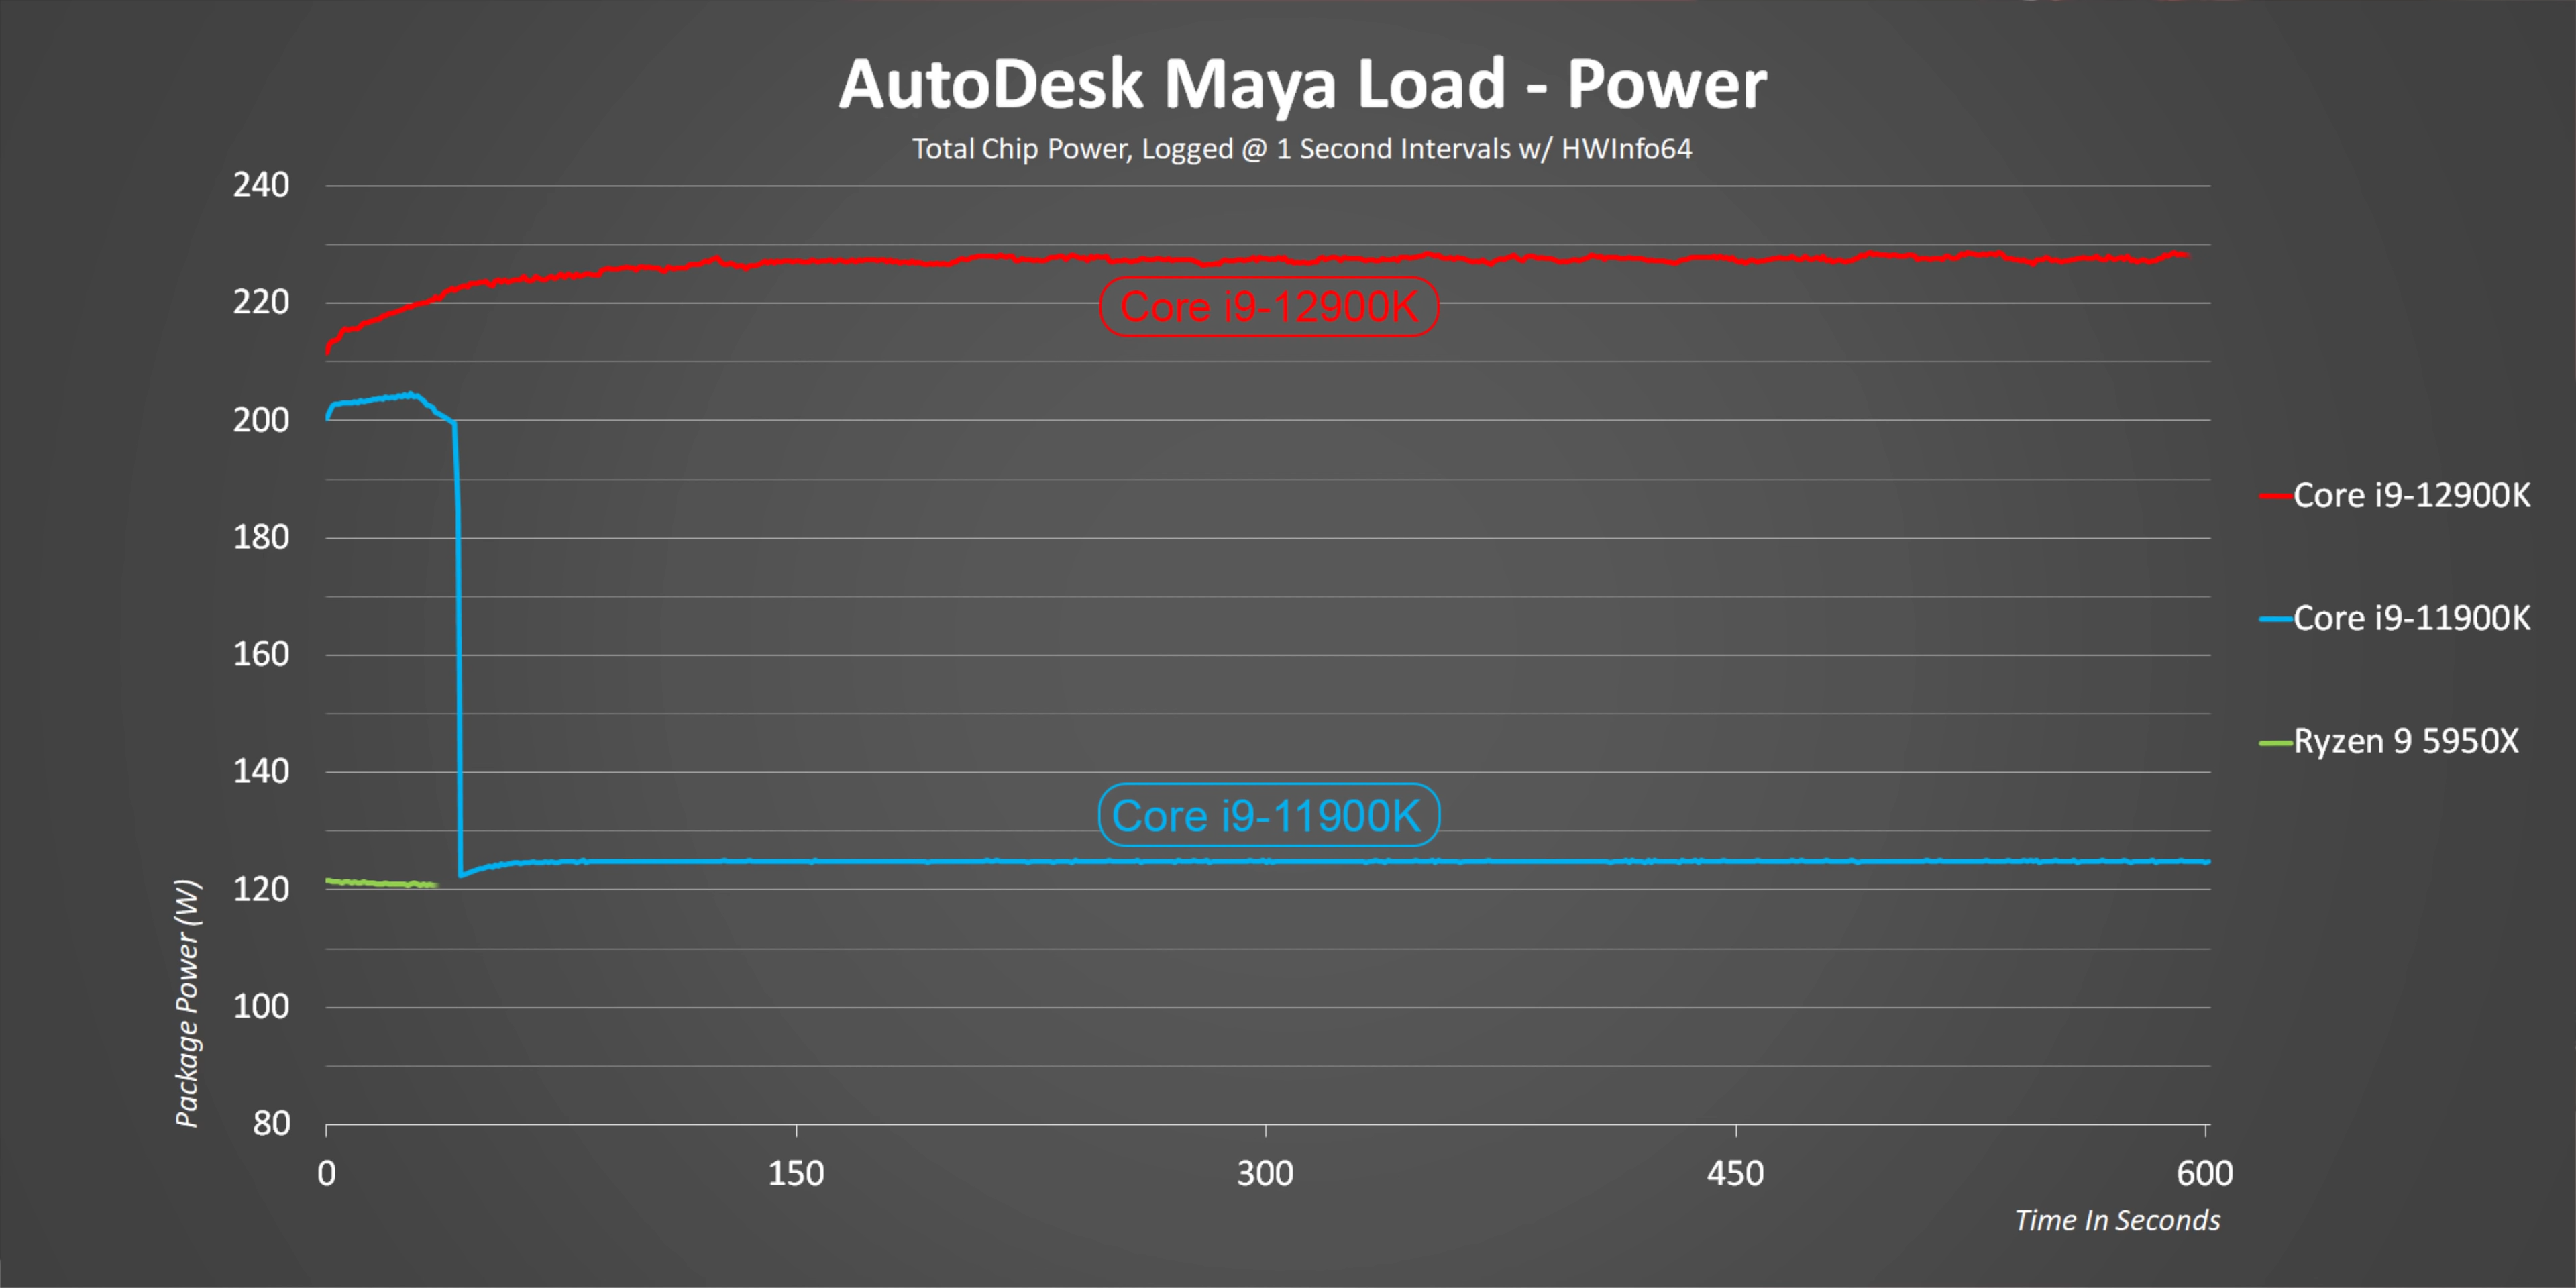 AutoDesk Maya Load - Power
Total Chip Power, Logged @ 1 Second Intervals w/ HWInfo64
240
220
200
180
160
140
120
100
80
Package Power (W)
0 150 300 450 600
Time In Seconds
Core i9-12900K
Core i9-11900K
Core i9-12900K
Core i9-11900K
Ryzen 9 5950X